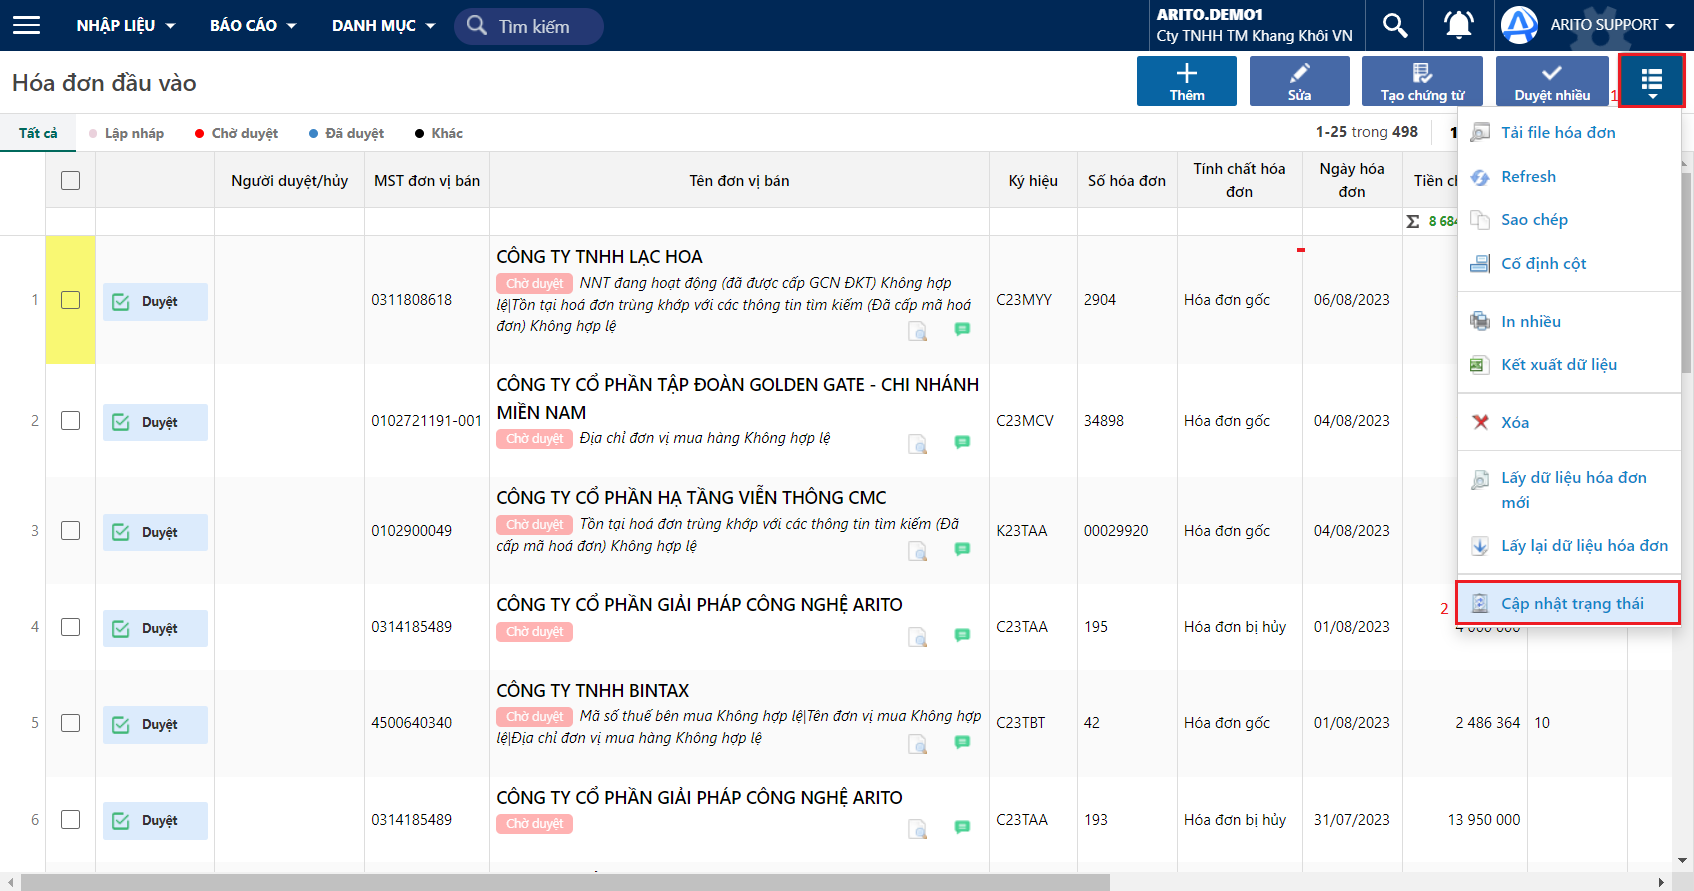 NHẬP LIỆU
BÁO CÁO
DANH MỤC
Tìm kiếm
ARITO.DEMO1
Cty TNHH TM Khang Khôi VN
ARITO SUPPORT
Hóa đơn đầu vào
Thêm
Sửa
Tạo chứng từ
Duyệt nhiều
1
Tất cả
Lập nháp
Chờ duyệt
Đã duyệt
Khác
1-25 trong 498
1
Tải file hóa đơn
Refresh
Sao chép
Cố định cột
In nhiều
Kết xuất dữ liệu
Xóa
Lấy dữ liệu hóa đơn
mới
Lấy lại dữ liệu hóa đơn
2
Cập nhật trạng thái
Người duyệt/hủy
MST đơn vị bán
Tên đơn vị bán
Ký hiệu
Số hóa đơn
Tính chất hóa
đơn
Ngày hóa
đơn
Σ 8 684
1
Duyệt
0311808618
CÔNG TY TNHH LẠC HOA
Chờ duyệt NNT đang hoạt động (đã được cấp GCN ĐKT) Không hợp
lệ|Tồn tại hoá đơn trùng khớp với các thông tin tìm kiếm (Đã cấp mã hoá
đơn) Không hợp lệ
C23MYY
2904
Hóa đơn gốc
06/08/2023
2
Duyệt
0102721191-001
CÔNG TY CỔ PHẦN TẬP ĐOÀN GOLDEN GATE - CHI NHÁNH
MIỀN NAM
Chờ duyệt Địa chỉ đơn vị mua hàng Không hợp lệ
C23MCV
34898
Hóa đơn gốc
04/08/2023
3
Duyệt
0102900049
CÔNG TY CỔ PHẦN HẠ TẦNG VIỄN THÔNG CMC
Chờ duyệt Tồn tại hoá đơn trùng khớp với các thông tin tìm kiếm (Đã
cấp mã hoá đơn) Không hợp lệ
K23TAA
00029920
Hóa đơn gốc
04/08/2023
4
Duyệt
0314185489
CÔNG TY CỔ PHẦN GIẢI PHÁP CÔNG NGHỆ ARITO
Chờ duyệt
C23TAA
195
Hóa đơn bị hủy
01/08/2023
5
Duyệt
4500640340
CÔNG TY TNHH BINTAX
Chờ duyệt Mã số thuế bên mua Không hợp lệ|Tên đơn vị mua Không hợp
lệ|Địa chỉ đơn vị mua hàng Không hợp lệ
C23TBT
42
Hóa đơn gốc
01/08/2023
2 486 364
10
6
Duyệt
0314185489
CÔNG TY CỔ PHẦN GIẢI PHÁP CÔNG NGHỆ ARITO
Chờ duyệt
C23TAA
193
Hóa đơn bị hủy
31/07/2023
13 950 000